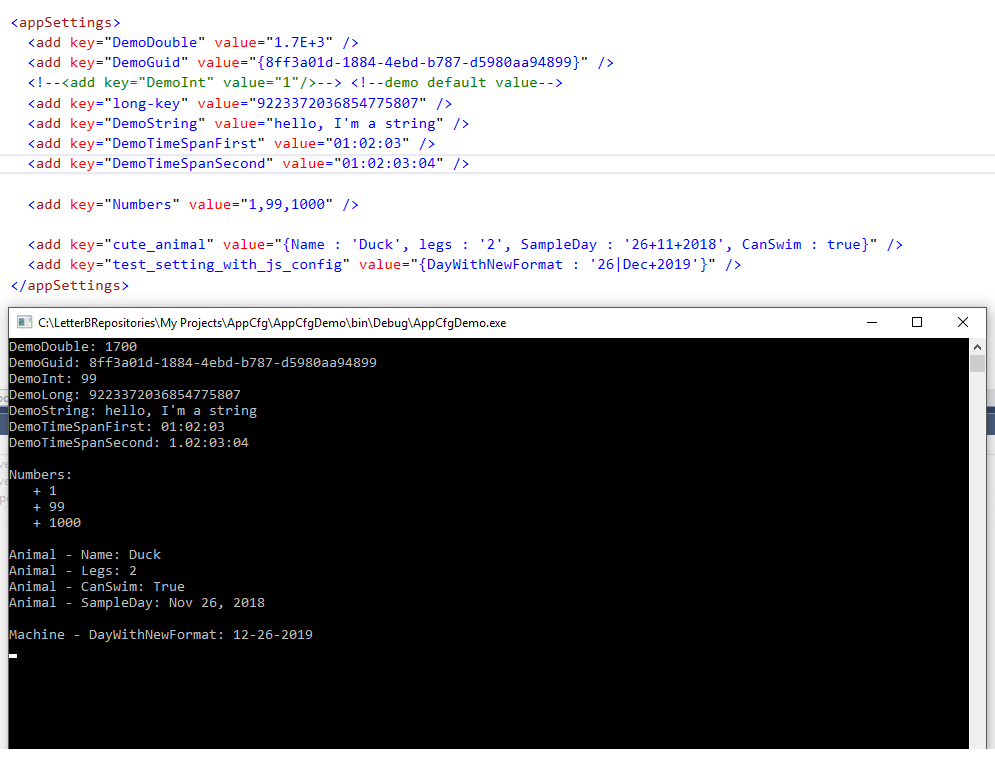 <appSettings>
<add key="DemoDouble" value="1.7E+3" />
<add key="DemoGuid" value="{8ff3a01d-1884-4ebd-b787-d5980aa94899}" />
<!--<add key="DemoInt" value="1"/>--> <!--demo default value-->
<add key="long-key" value="9223372036854775807" />
<add key="DemoString" value="hello, I'm a string" />
<add key="DemoTimeSpanFirst" value="01:02:03" />
<add key="DemoTimeSpanSecond" value="01:02:03:04" />
<add key="Numbers" value="1,99,1000" />
<add key="cute_animal" value="{Name : 'Duck', legs : '2', SampleDay : '26+11+2018', CanSwim : true}" />
<add key="test_setting_with_js_config" value="{DayWithNewFormat : '26|Dec+2019'}" />
</appSettings>
C:\LetterBRepositories\My Projects\AppCfg\AppCfgDemo\bin\Debug\AppCfgDemo.exe
DemoDouble: 1700
DemoGuid: 8ff3a01d-1884-4ebd-b787-d5980aa94899
DemoInt: 99
DemoLong: 9223372036854775807
DemoString: hello, I'm a string
DemoTimeSpanFirst: 01:02:03
DemoTimeSpanSecond: 1.02:03:04
Numbers:
+ 1
+ 99
+ 1000
Animal - Name: Duck
Animal - Legs: 2
Animal - CanSwim: True
Animal - SampleDay: Nov 26, 2018
Machine - DayWithNewFormat: 12-26-2019